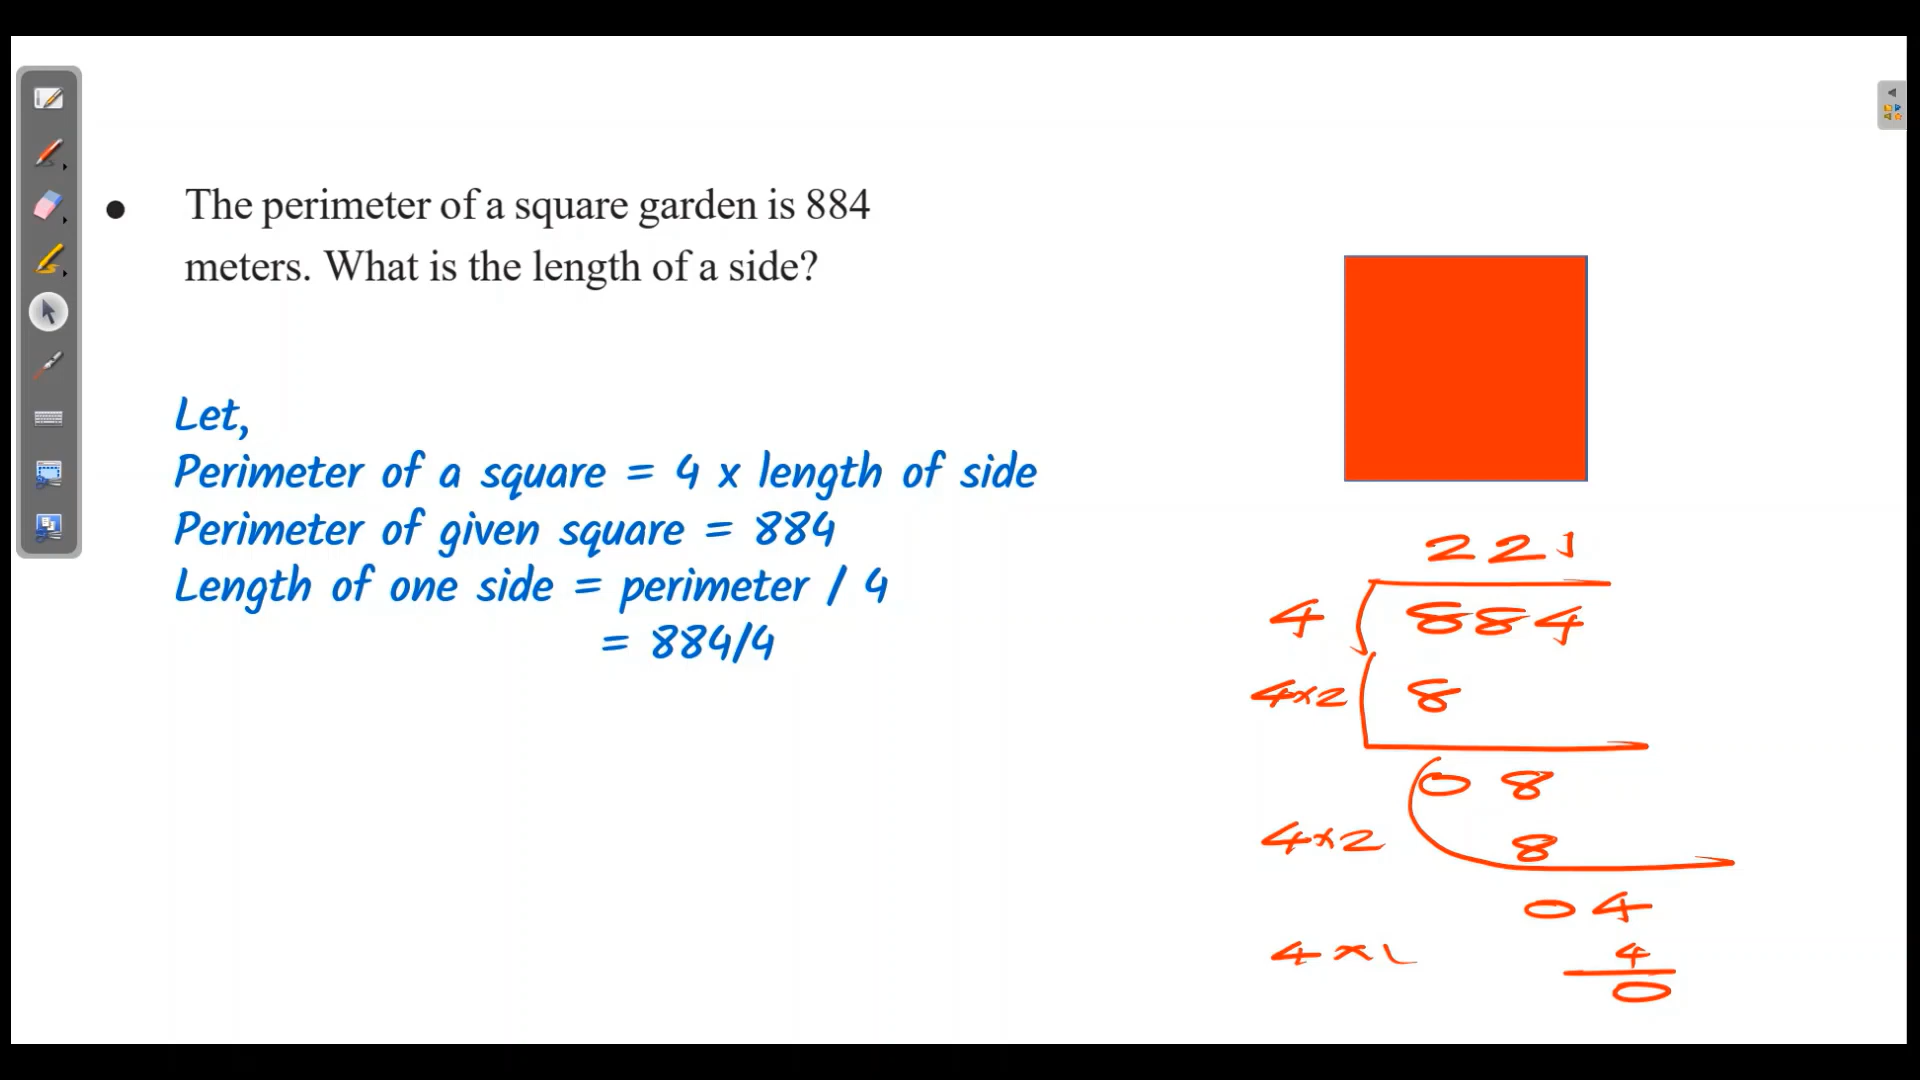 The perimeter of a square garden is 884
meters. What is the length of a side?
Let,
Perimeter of a square = 4 x length of side
Perimeter of given square = 884
Length of one side = perimeter / 4
= 884/4
221
4 884
4x2 8
08
4x2 8
04
4x1 4
0